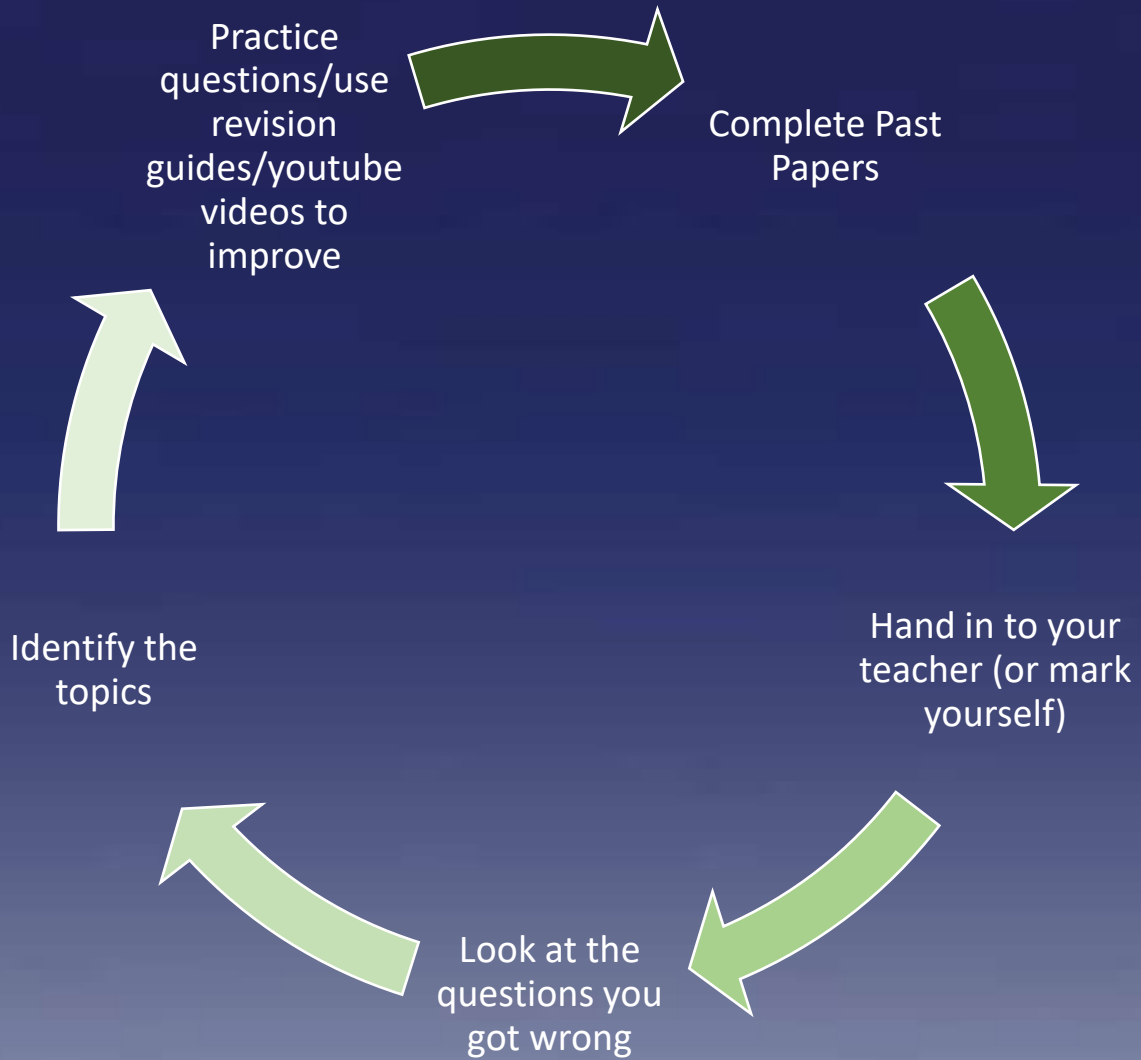 Practice
questions/use
revision
guides/youtube
videos to
improve
Complete Past
Papers
Hand in to your
teacher (or mark
yourself)
Look at the
questions you
got wrong
Identify the
topics